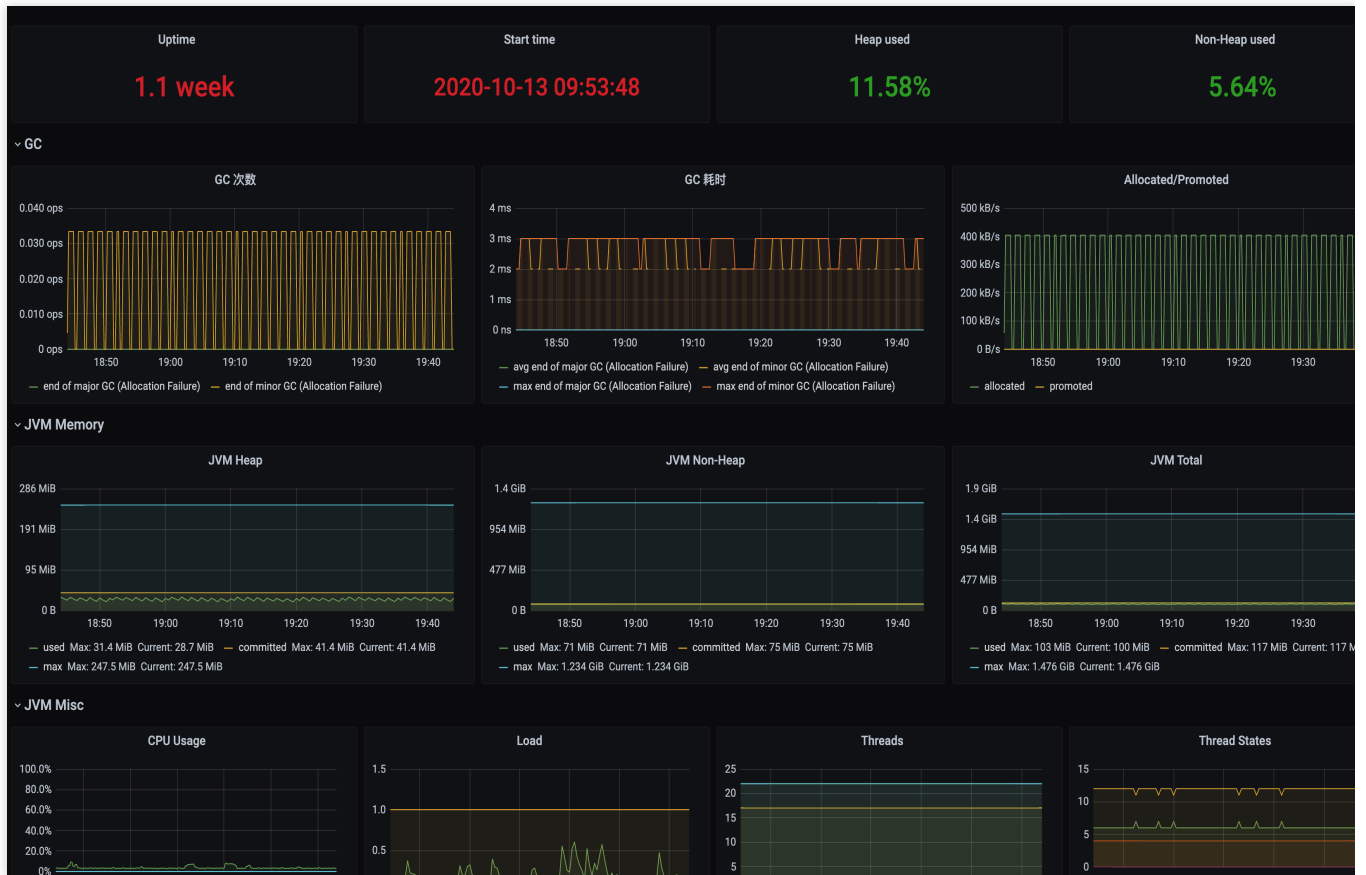 Uptime
1.1 week
Start time
2020-10-13 09:53:48
Heap used
11.58%
Non-Heap used
5.64%
GC
GC 次数
0.040 ops
0.030 ops
0.020 ops
0.010 ops
0 ops
18:50 19:00 19:10 19:20 19:30 19:40
end of major GC (Allocation Failure) end of minor GC (Allocation Failure)
GC 耗时
4 ms
3 ms
2 ms
1 ms
0 ns
18:50 19:00 19:10 19:20 19:30 19:40
avg end of major GC (Allocation Failure) avg end of minor GC (Allocation Failure)
max end of major GC (Allocation Failure) max end of minor GC (Allocation Failure)
Allocated/Promoted
500 kB/s
400 kB/s
300 kB/s
200 kB/s
100 kB/s
0 B/s
18:50 19:00 19:10 19:20 19:30
allocated promoted
JVM Memory
JVM Heap
286 MiB
191 MiB
95 MiB
0 B
18:50 19:00 19:10 19:20 19:30 19:40
used Max: 31.4 MiB Current: 28.7 MiB committed Max: 41.4 MiB Current: 41.4 MiB
max Max: 247.5 MiB Current: 247.5 MiB
JVM Non-Heap
1.4 GiB
954 MiB
477 MiB
0 B
18:50 19:00 19:10 19:20 19:30 19:40
used Max: 71 MiB Current: 71 MiB committed Max: 75 MiB Current: 75 MiB
max Max: 1.234 GiB Current: 1.234 GiB
JVM Total
1.9 GiB
1.4 GiB
954 MiB
477 MiB
0 B
18:50 19:00 19:10 19:20 19:30
used Max: 103 MiB Current: 100 MiB committed Max: 117 MiB Current: 117 M
max Max: 1.476 GiB Current: 1.476 GiB
JVM Misc
CPU Usage
100.0%
80.0%
60.0%
40.0%
20.0%
0%
Load
1.5
1.0
0.5
Threads
25
20
15
10
5
Thread States
15
10
5
0